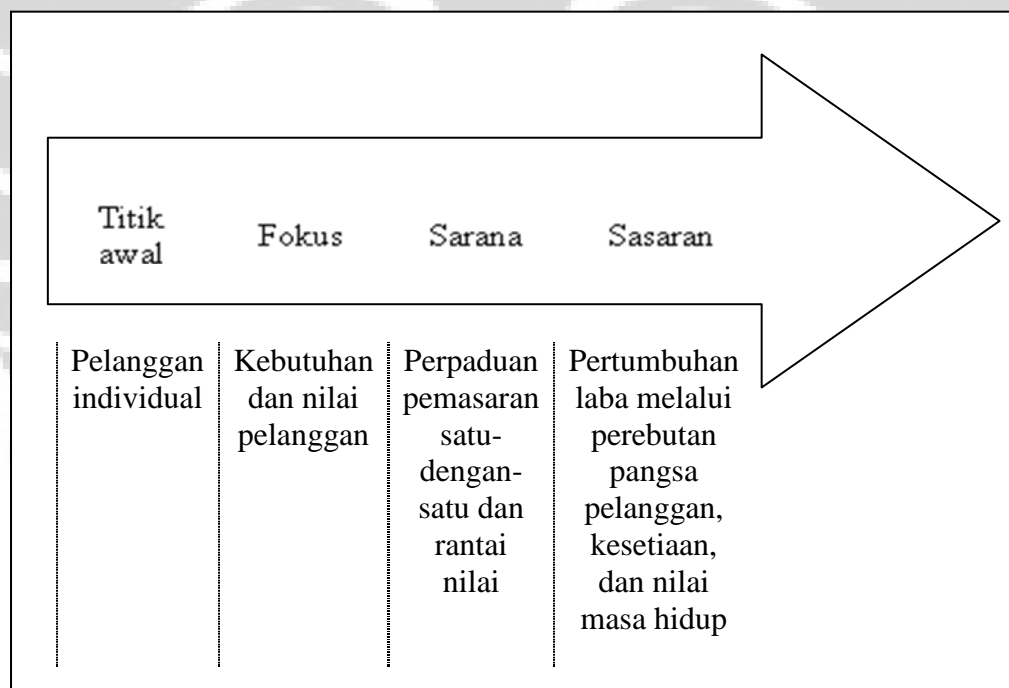 Titik
awal
Fokus
Sarana
Sasaran
Pelanggan
individual
Kebutuhan
dan nilai
pelanggan
Perpaduan
pemasaran
satu-
dengan-
satu dan
rantai
nilai
Pertumbuhan
laba melalui
perebutan
pangsa
pelanggan,
kesetiaan,
dan nilai
masa hidup